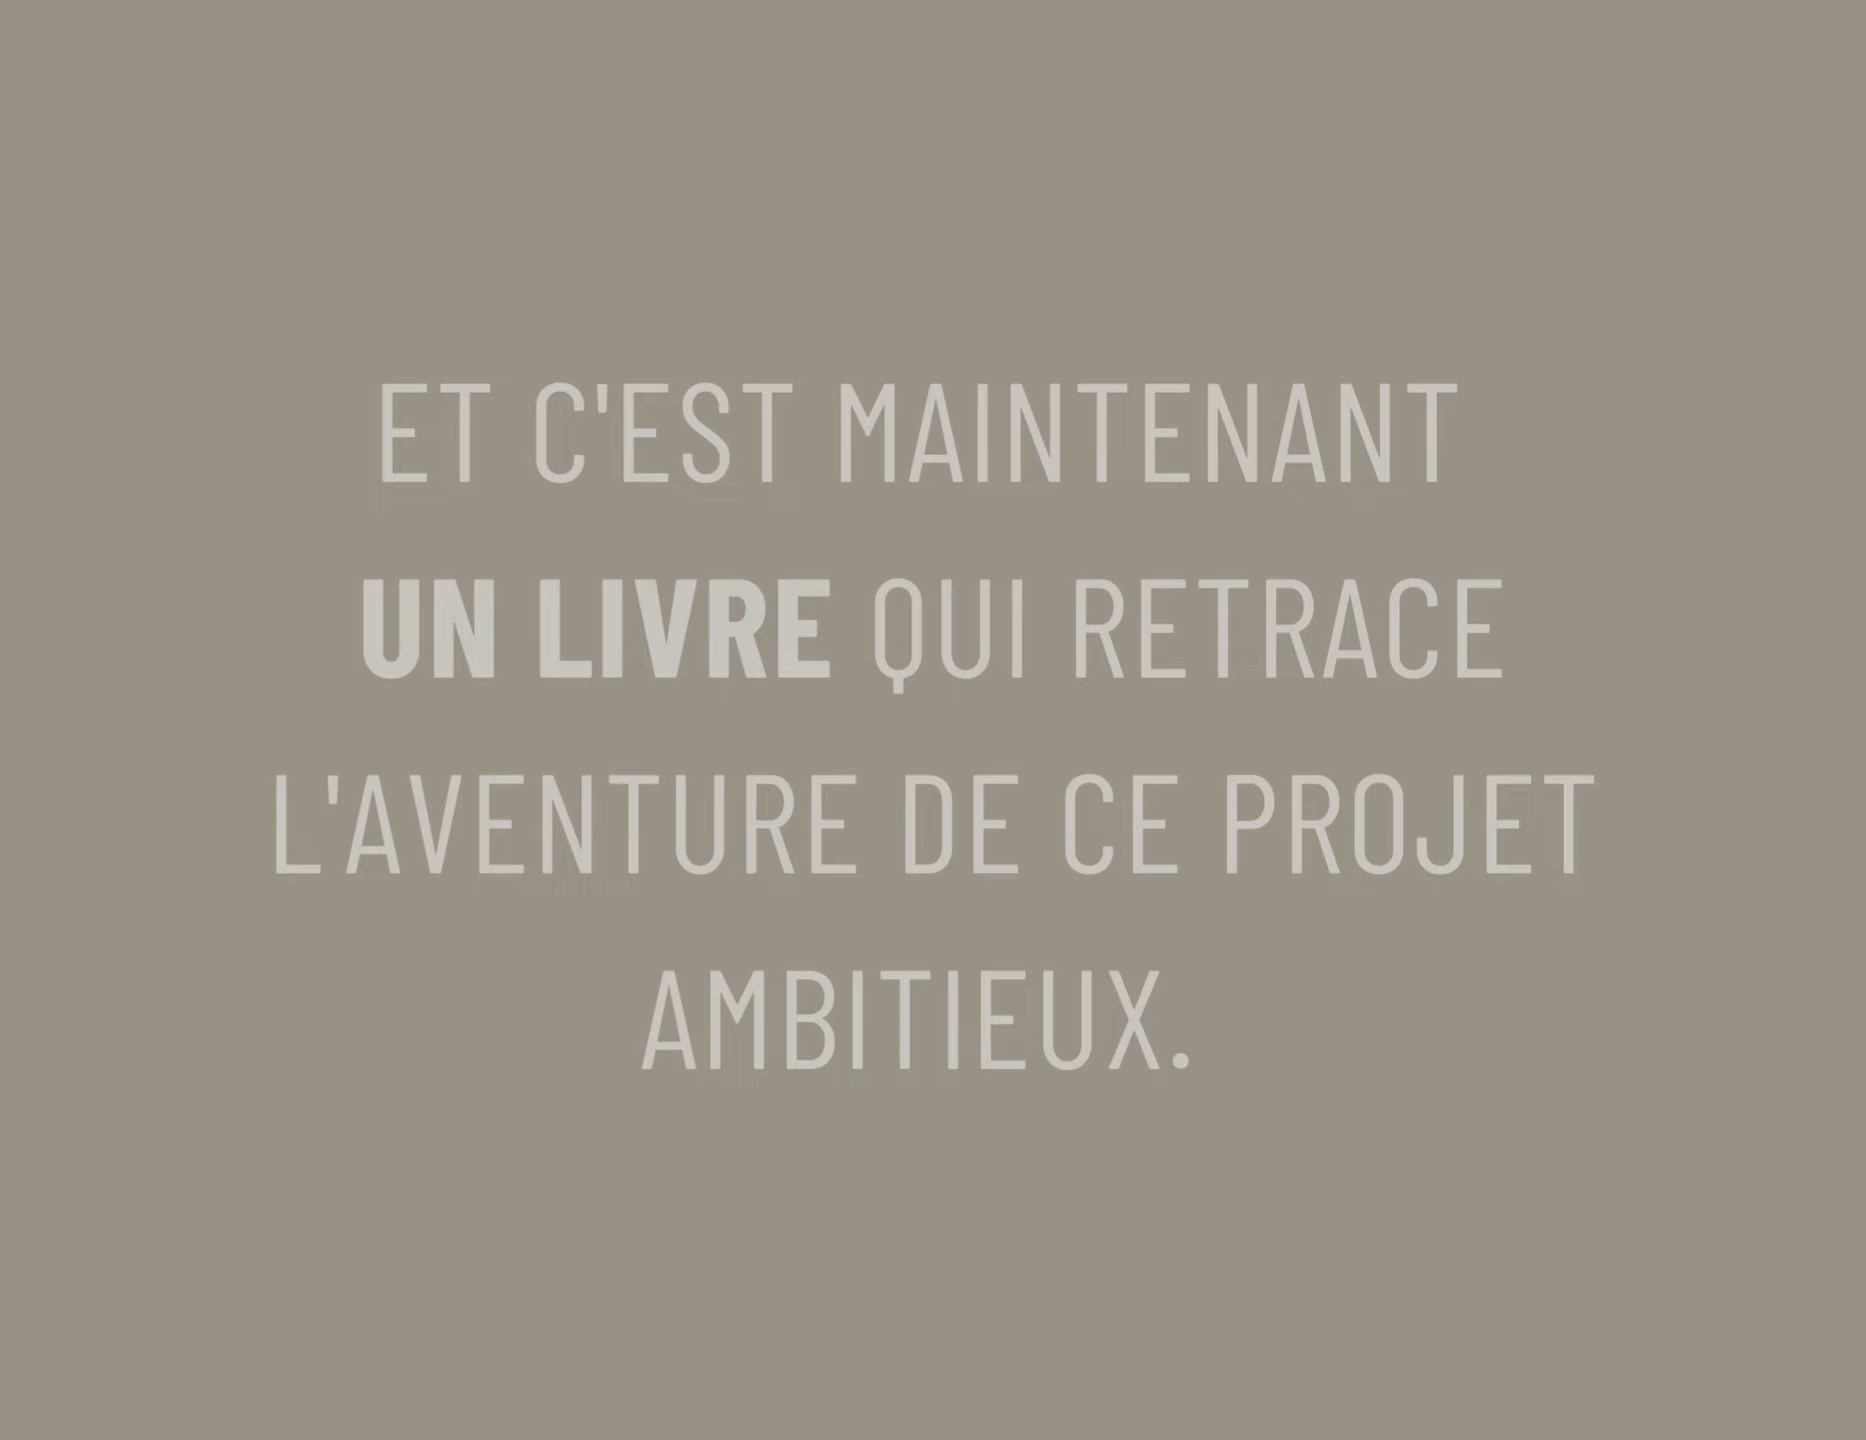 ET C'EST MAINTENANT
UN LIVRE QUI RETRACE
L'AVENTURE DE CE PROJET
AMBITIEUX.